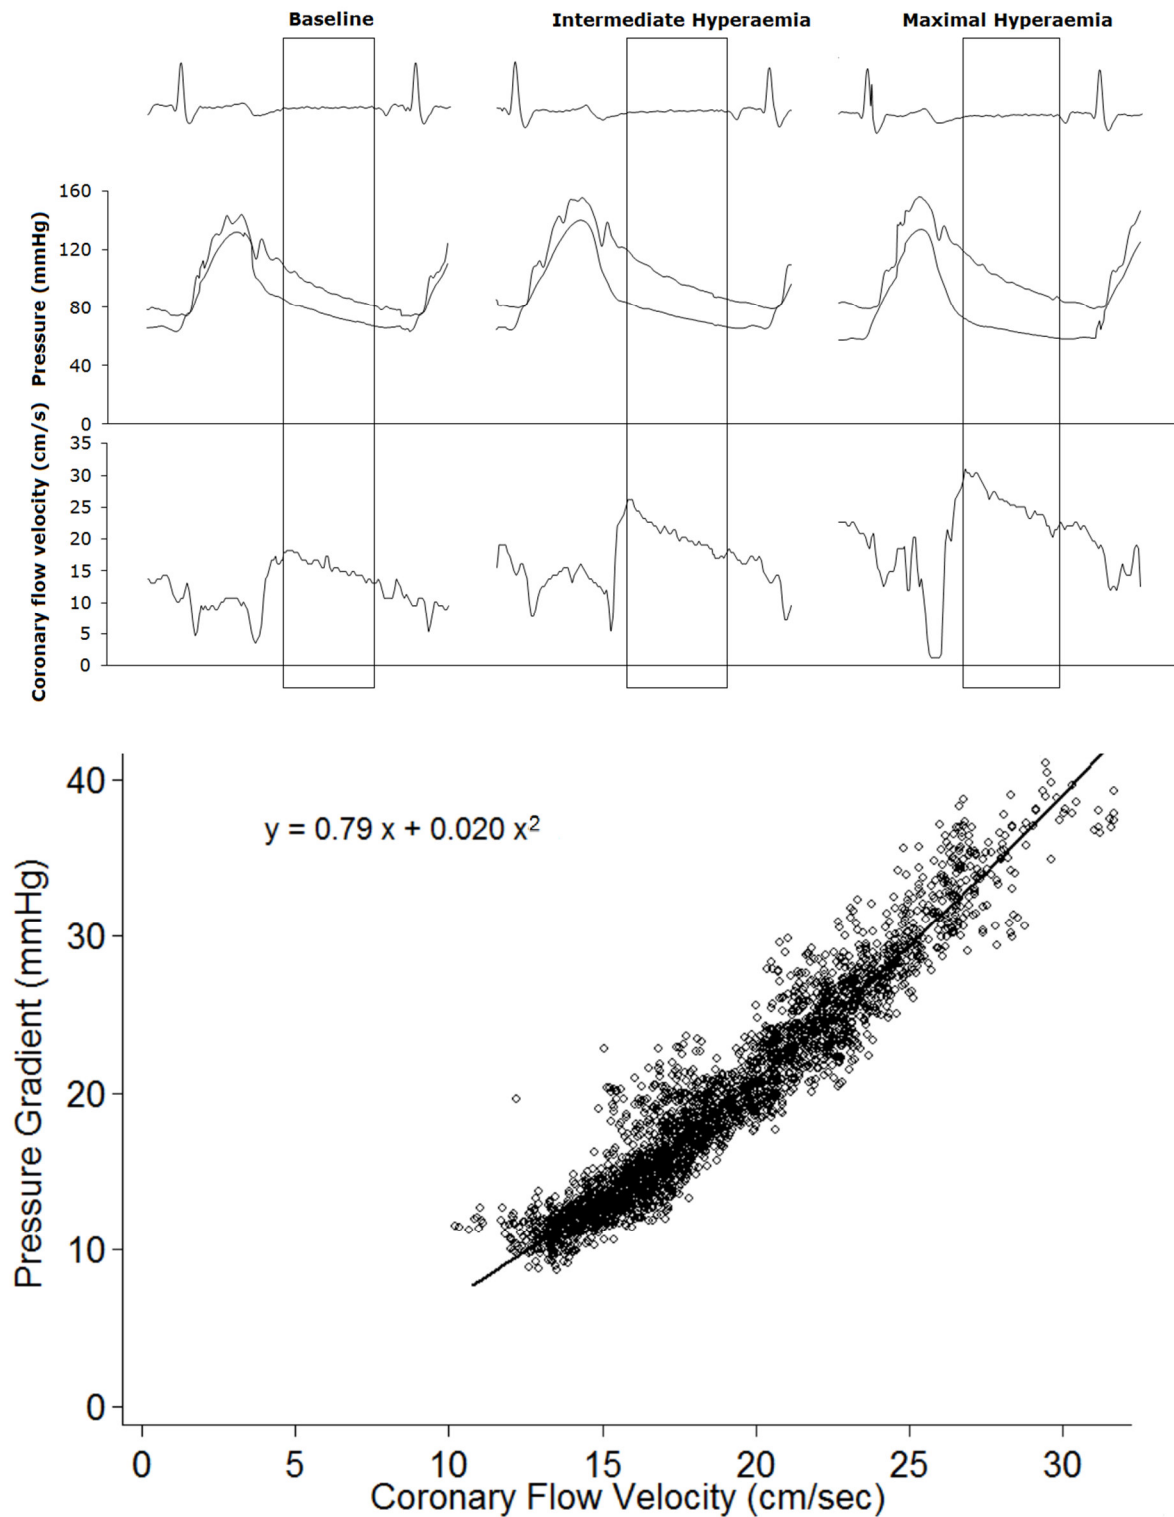 Baseline
Intermediate Hyperaemia
Maximal Hyperaemia
Pressure (mmHg)
160
120
80
40
0
Coronary flow velocity (cm/s)
35
30
25
20
15
10
5
0
y = 0.79 x + 0.020 x²
Pressure Gradient (mmHg)
40
30
20
10
0
0 5 10 15 20 25 30
Coronary Flow Velocity (cm/sec)